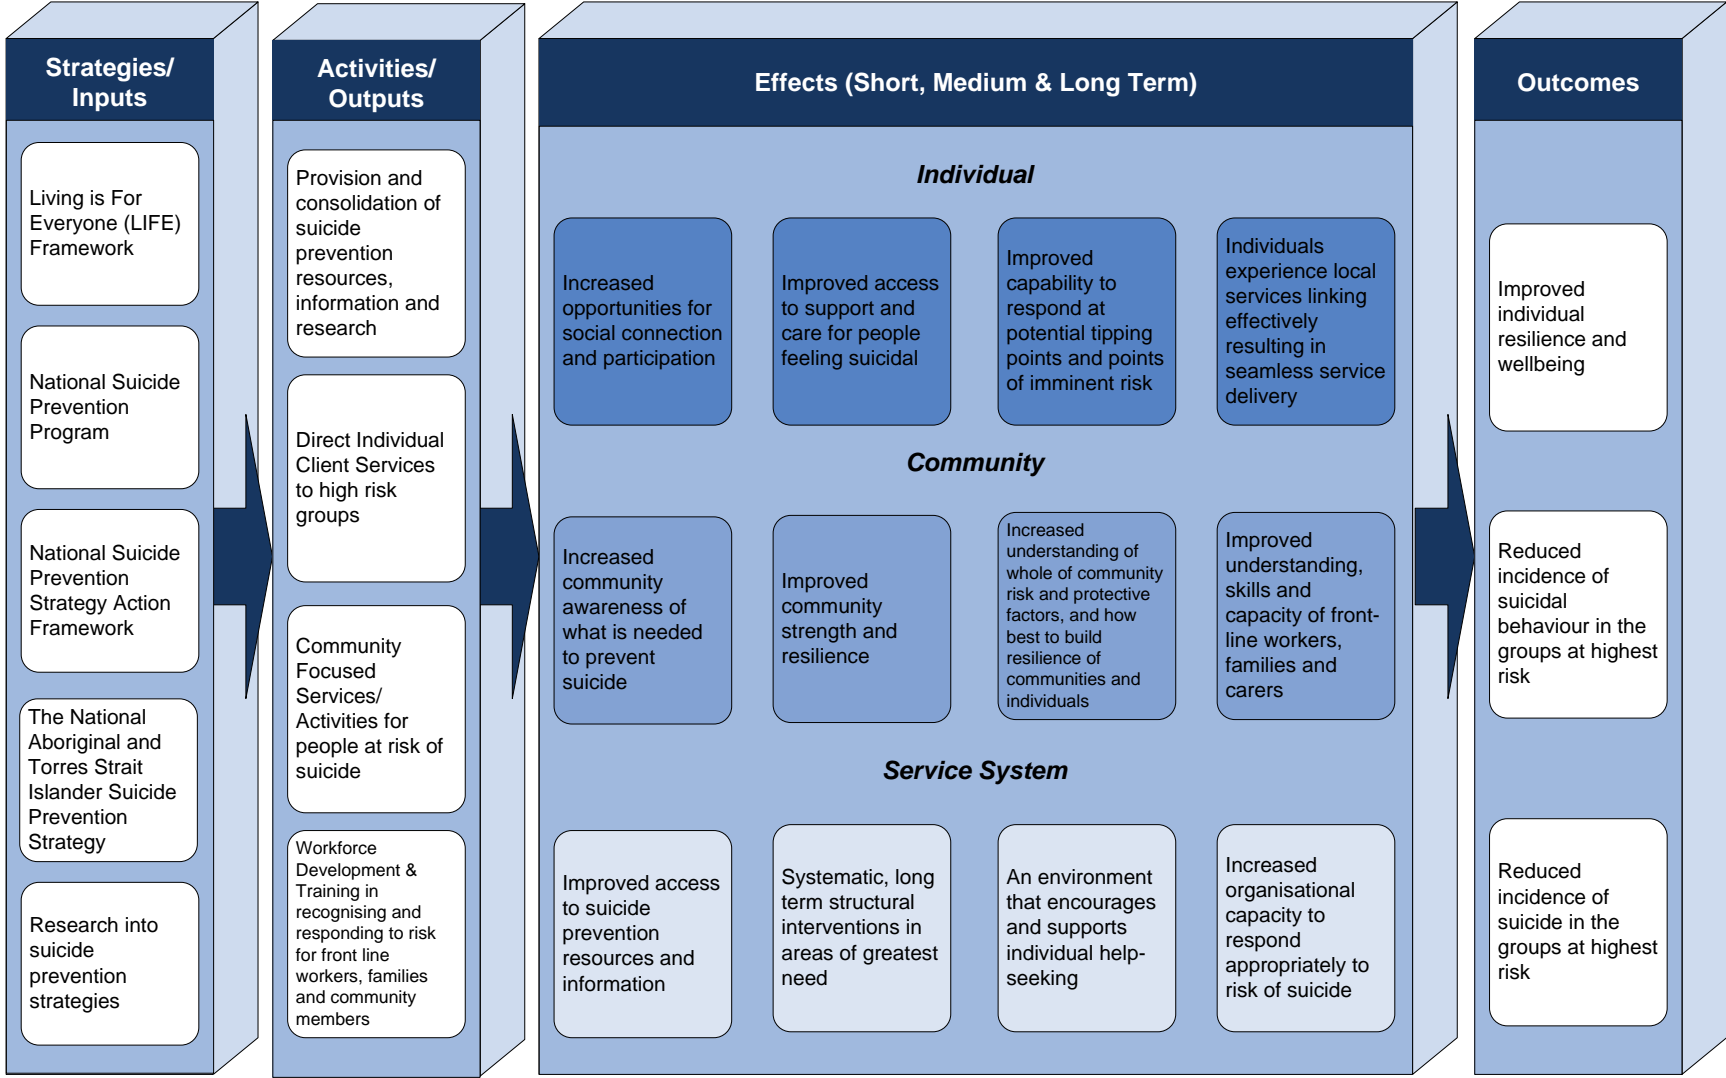 Strategies/
Inputs
Living is For
Everyone (LIFE)
Framework
National Suicide
Prevention
Program
National Suicide
Prevention
Strategy Action
Framework
The National
Aboriginal and
Torres Strait
Islander Suicide
Prevention
Strategy
Research into
suicide
prevention
strategies
Activities/
Outputs
Provision and
consolidation of
suicide
prevention
resources,
information and
research
Direct Individual
Client Services
to high risk
groups
Community
Focused
Services/
Activities for
people at risk of
suicide
Workforce
Development &
Training in
recognising and
responding to risk
for front line
workers, families
and community
members
Effects (Short, Medium & Long Term)
Individual
Increased
opportunities for
social connection
and participation
Improved access
to support and
care for people
feeling suicidal
Improved
capability to
respond at
potential tipping
points and points
of imminent risk
Individuals
experience local
services linking
effectively
resulting in
seamless service
delivery
Community
Increased
community
awareness of
what is needed
to prevent
suicide
Improved
community
strength and
resilience
Increased
understanding of
whole of community
risk and protective
factors, and how
best to build
resilience of
communities and
individuals
Improved
understanding,
skills and
capacity of front-
line workers,
families and
carers
Service System
Improved access
to suicide
prevention
resources and
information
Systematic, long
term structural
interventions in
areas of greatest
need
An environment
that encourages
and supports
individual help-
seeking
Increased
organisational
capacity to
respond
appropriately to
risk of suicide
Outcomes
Improved
individual
resilience and
wellbeing
Reduced
incidence of
suicidal
behaviour in the
groups at highest
risk
Reduced
incidence of
suicide in the
groups at highest
risk